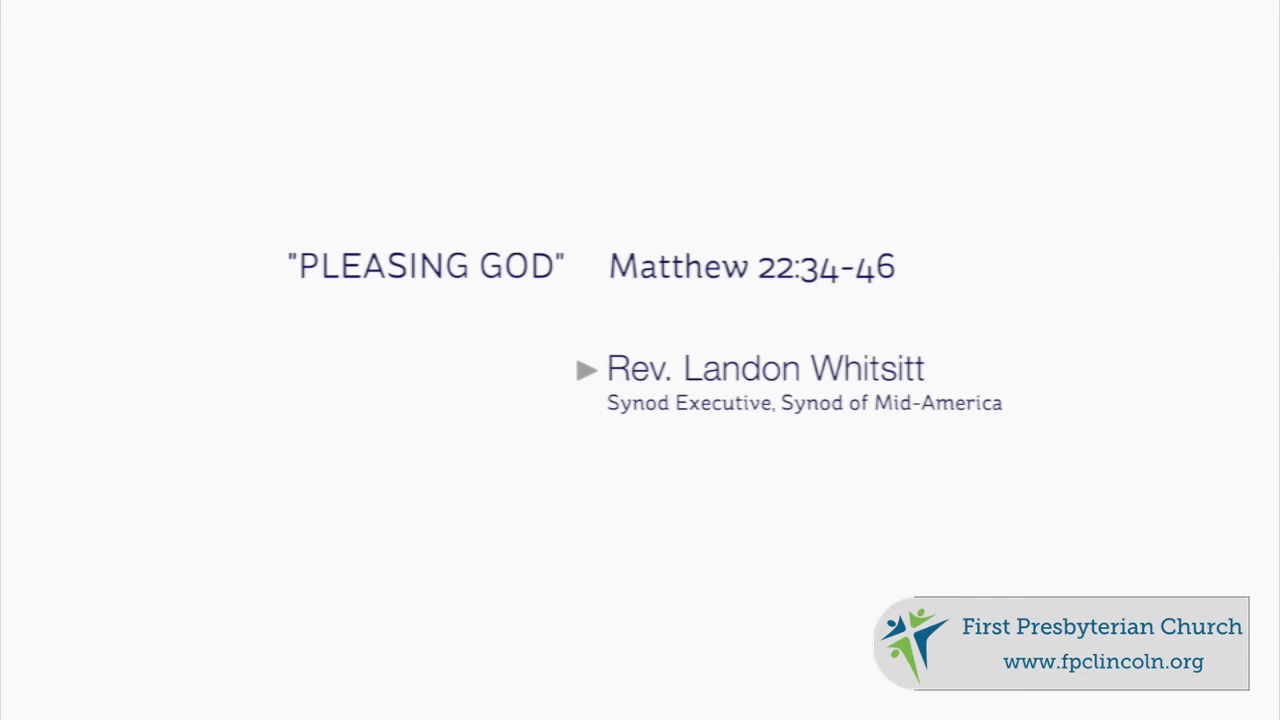 "PLEASING GOD" Matthew 22:34-46
Rev. Landon Whitsitt
Synod Executive, Synod of Mid-America
First Presbyterian Church
www.fpclincoln.org